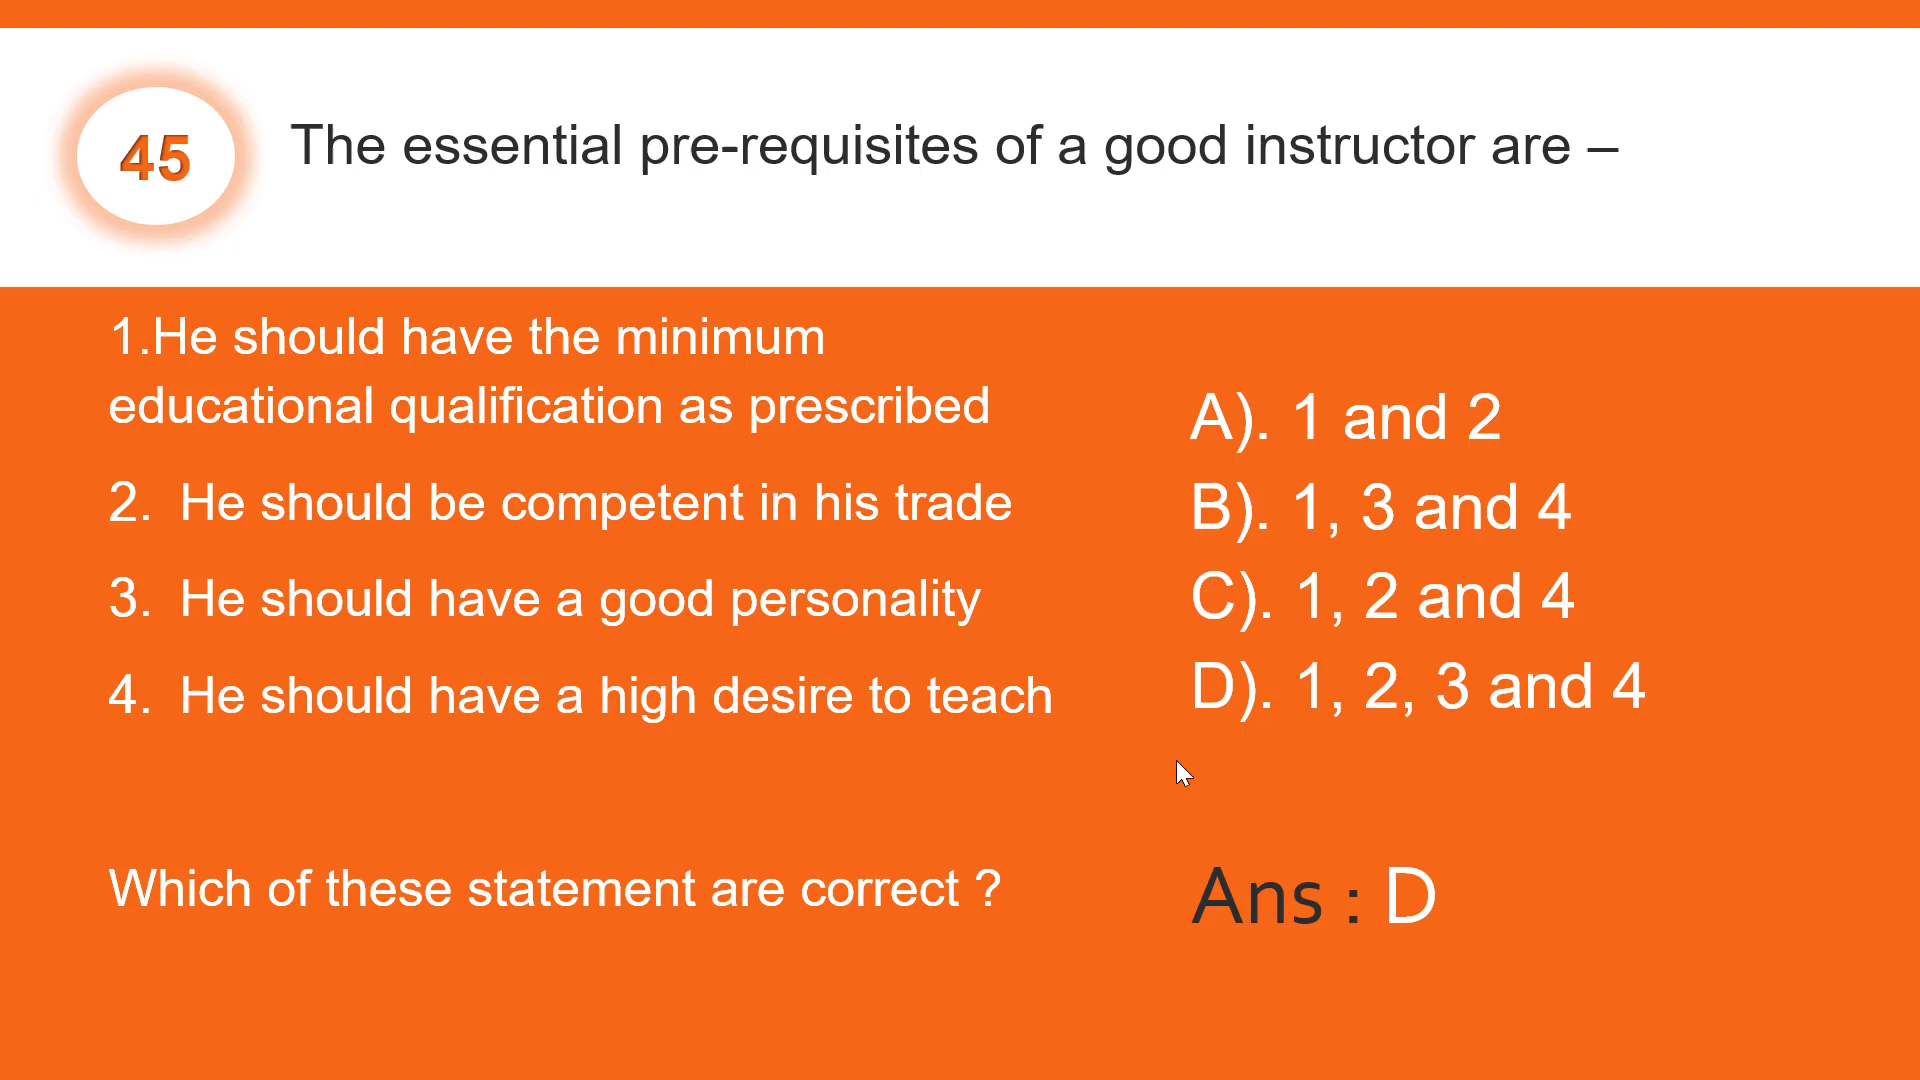 45
The essential pre-requisites of a good instructor are –
1.He should have the minimum
educational qualification as prescribed
2. He should be competent in his trade
3. He should have a good personality
4. He should have a high desire to teach
Which of these statement are correct ?
A). 1 and 2
B). 1, 3 and 4
C). 1, 2 and 4
D). 1, 2, 3 and 4
Ans : D